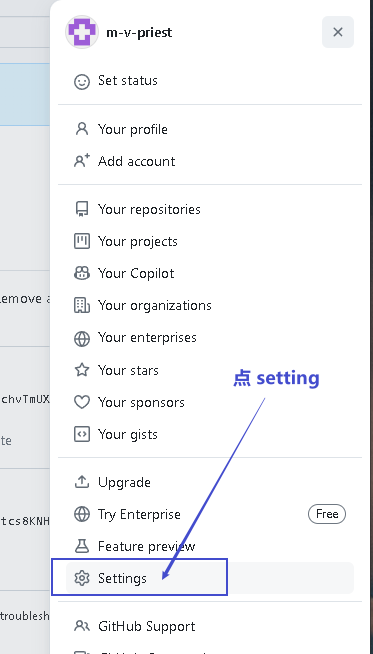 m-v-priest
Set status
Your profile
Add account
Your repositories
Your projects
Your Copilot
emove a
Your organizations
Your enterprises
Your stars
点 setting
chvTmUX
Your sponsors
te
Your gists
Upgrade
Try Enterprise
Free
tcs8KNH
Feature preview
Settings
troublesh
GitHub Support